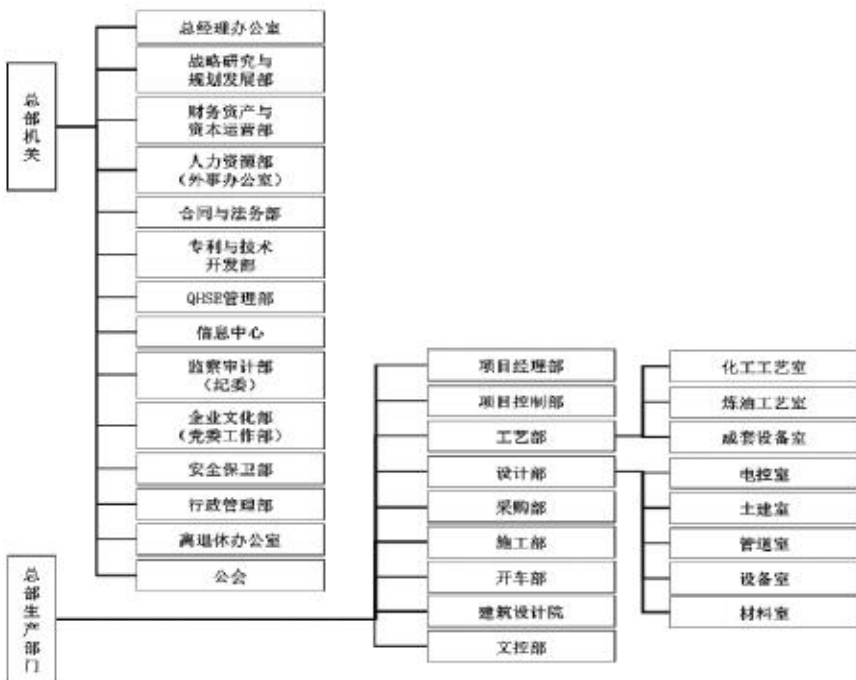 总部机关
总经理办公室
战略研究与
规划发展部
财务资产与
资本运营部
人力资源部
(外事办公室)
合同与法务部
专利与技术
开发部
QHSE管理部
信息中心
监察审计部
(纪委)
企业文化部
(党委工作部)
安全保卫部
行政管理部
离退休办公室
公会
总部生产部门
项目经理部
项目控制部
工艺部
设计部
采购部
施工部
开车部
建筑设计院
文控部
化工工艺室
炼油工艺室
成套设备室
电控室
土建室
管道室
设备室
材料室